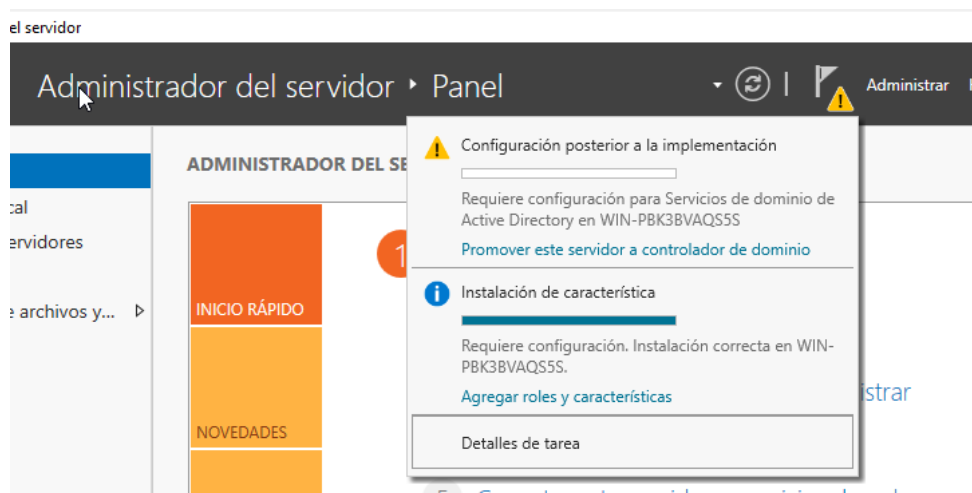 el servidor
Administrador del servidor ‣ Panel
Administrar
Configuración posterior a la implementación
ADMINISTRADOR DEL SE
Requiere configuración para Servicios de dominio de
Active Directory en WIN-PBK3BVAQS5S
Promover este servidor a controlador de dominio
cal
ervidores
e archivos y...
1
INICIO RÁPIDO
Instalación de característica
Requiere configuración. Instalación correcta en WIN-
PBK3BVAQS5S.
Agregar roles y características
istrar
NOVEDADES
Detalles de tarea